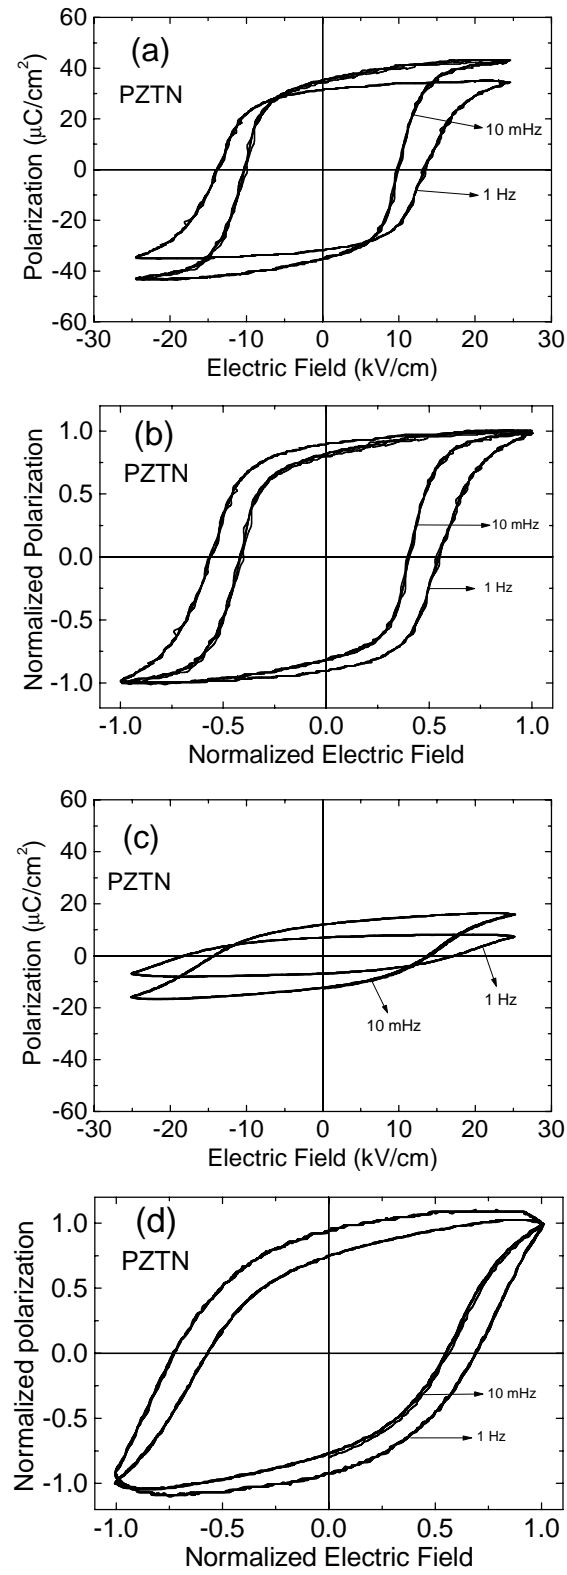 60
(a)
40
PZTN
20
10 mHz
0
1 Hz
-20
-40
-60
-30 -20 -10 0 10 20 30
Polarization (μC/cm²)
Electric Field (kV/cm)
(b)
1.0
PZTN
0.5
10 mHz
0.0
1 Hz
-0.5
-1.0
-1.0 -0.5 0.0 0.5 1.0
Normalized Polarization
Normalized Electric Field
60
(c)
40
PZTN
20
0
1 Hz
-20
10 mHz
-40
-60
-30 -20 -10 0 10 20 30
Polarization (μC/cm²)
Electric Field (kV/cm)
(d)
1.0
PZTN
0.5
0.0
10 mHz
-0.5
1 Hz
-1.0
-1.0 -0.5 0.0 0.5 1.0
Normalized polarization
Normalized Electric Field